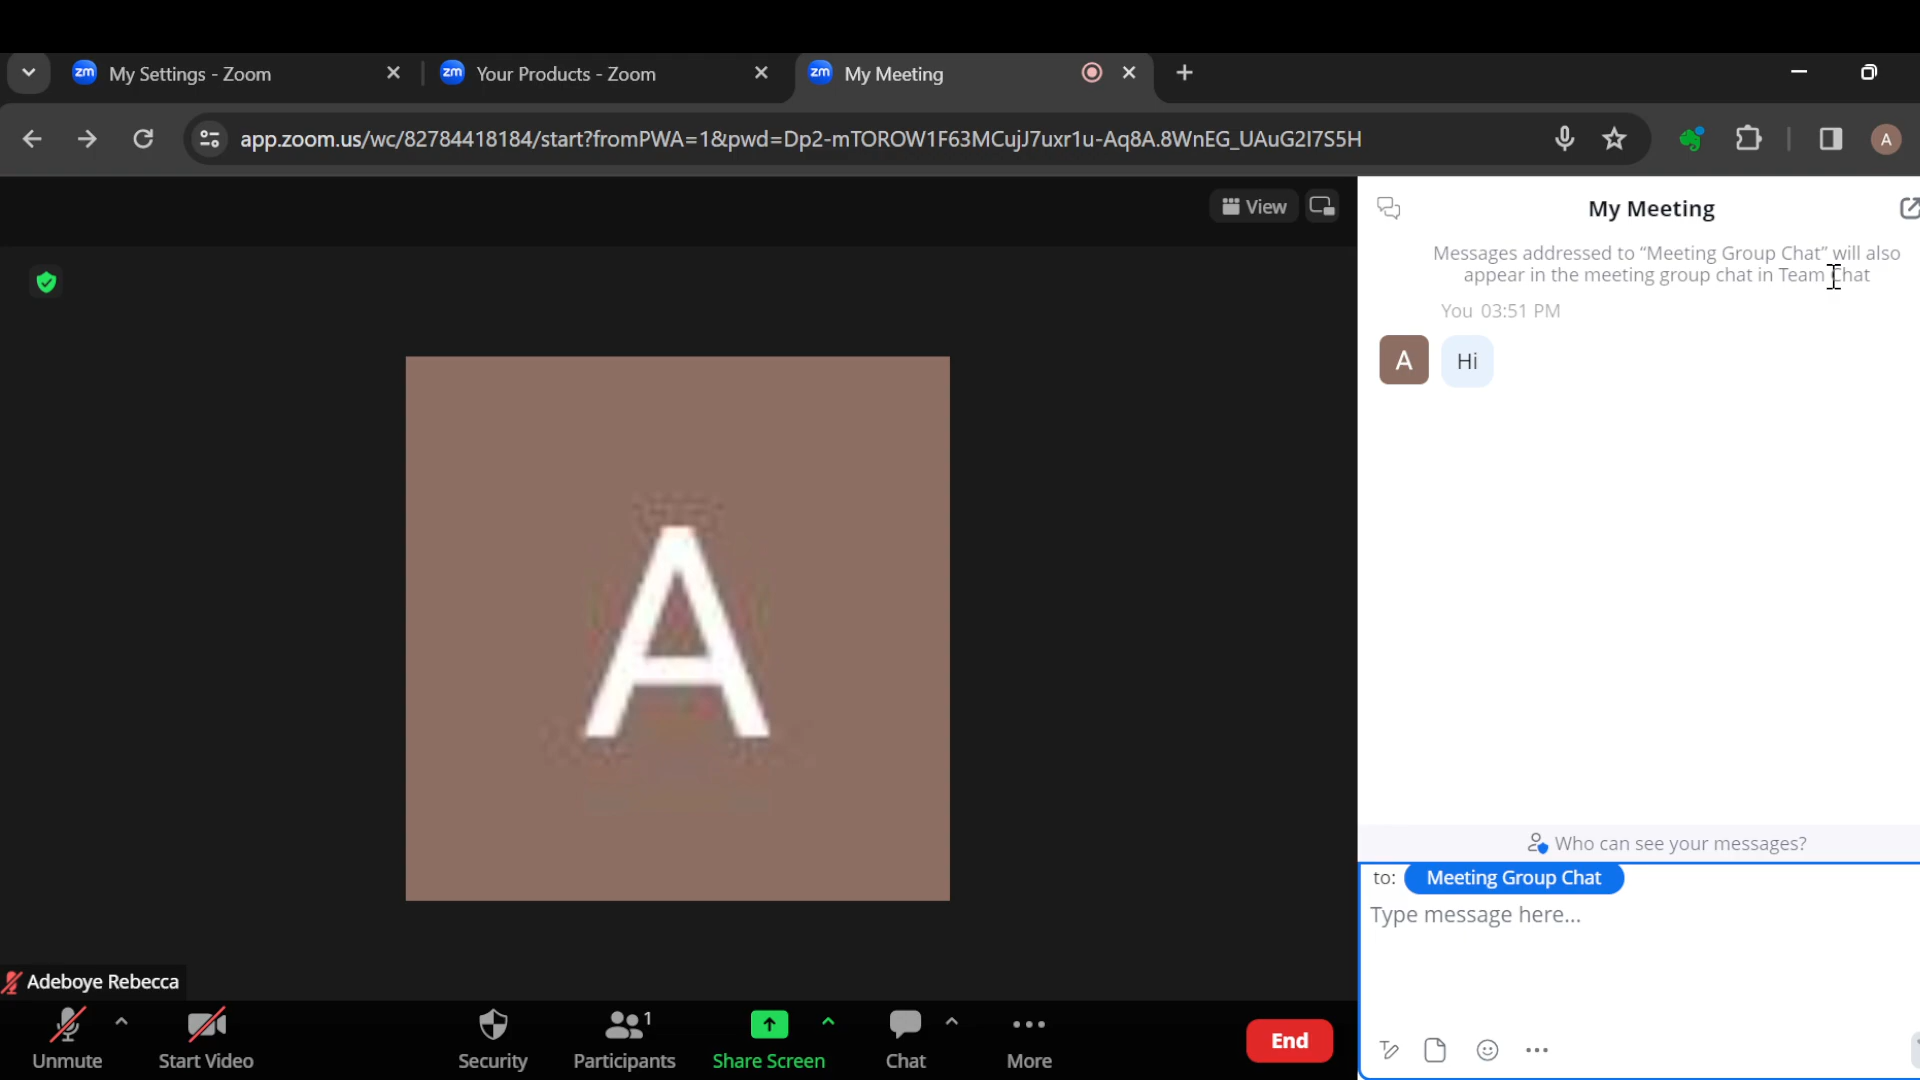 zm My Settings - Zoom
zm Your Products - Zoom
zm My Meeting
app.zoom.us/wc/82784418184/start?fromPWA=1&pwd=Dp2-mTOROW1F63MCujJ7uxr1u-Aq8A.8WnEG_UAuG2I7S5H
A
View
My Meeting
Messages addressed to “Meeting Group Chat” will also
appear in the meeting group chat in Team Chat
You 03:51 PM
A Hi
A
Who can see your messages?
to: Meeting Group Chat
Type message here...
Adeboye Rebecca
1
Unmute
Start Video
Security
Participants
Share Screen
Chat
More
End